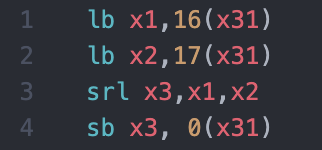 1 lb x1,16(x31)
2 lb x2,17(x31)
3 srl x3,x1,x2
4 sb x3, 0(x31)